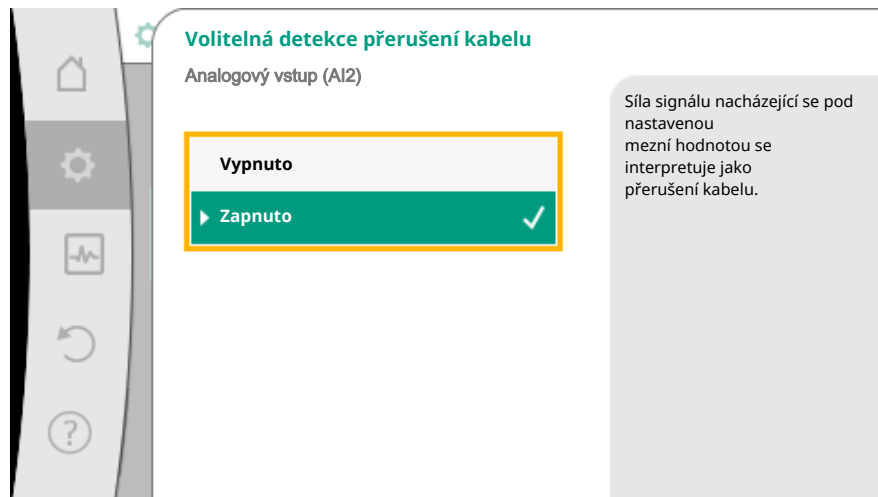 Volitelná detekce přerušení kabelu
Analogový vstup (AI2)
Vypnuto
Zapnuto
Síla signálu nacházející se pod
nastavenou
mezní hodnotou se
interpretuje jako
přerušení kabelu.